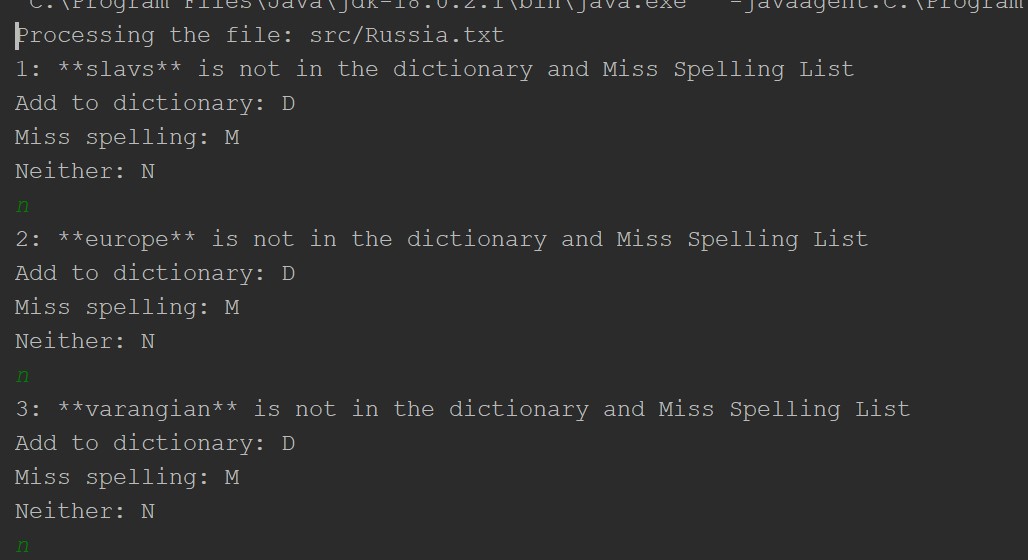 "C:\Program Files\Java\jdk-18.0.2.1\bin\java.exe" "-javaagent:C:\Program
Processing the file: src/Russia.txt
1: **slavs** is not in the dictionary and Miss Spelling List
Add to dictionary: D
Miss spelling: M
Neither: N
n
2: **europe** is not in the dictionary and Miss Spelling List
Add to dictionary: D
Miss spelling: M
Neither: N
n
3: **varangian** is not in the dictionary and Miss Spelling List
Add to dictionary: D
Miss spelling: M
Neither: N
n